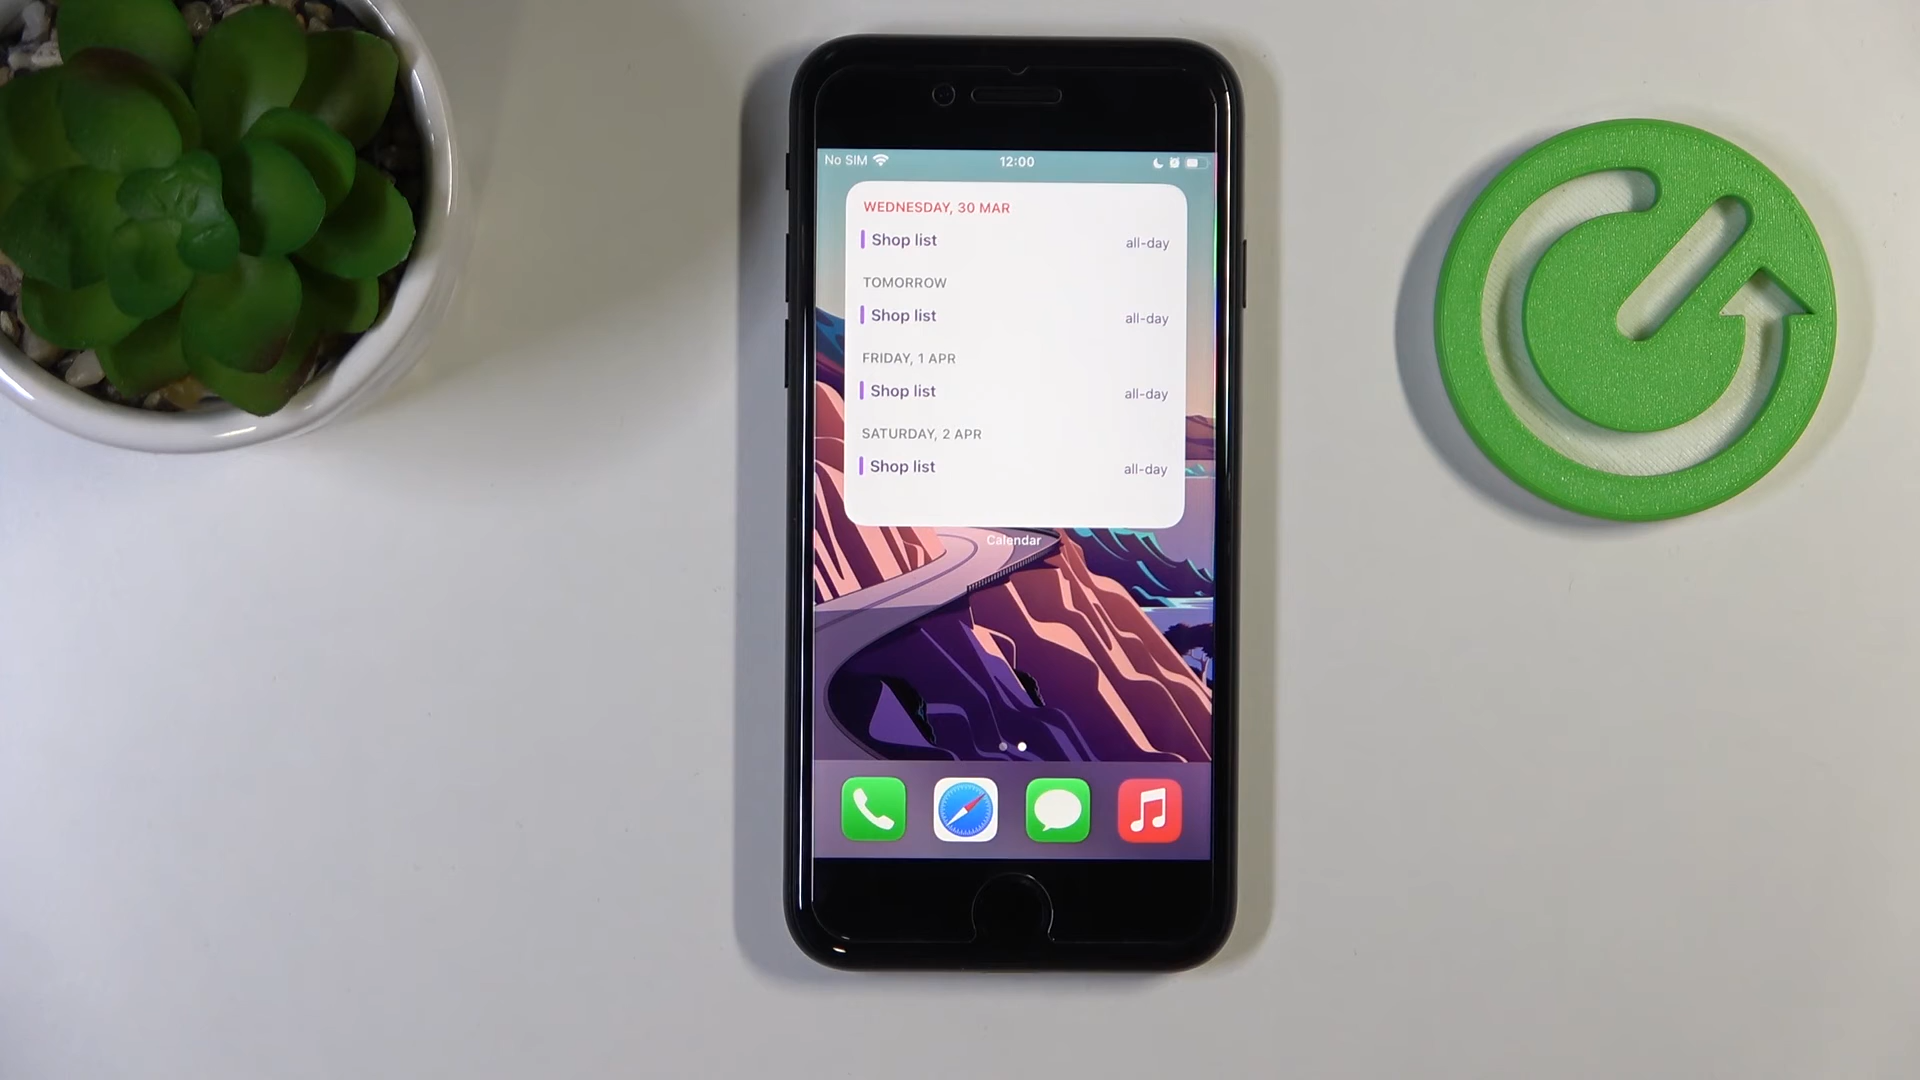 No SIM 12:00
WEDNESDAY, 30 MAR
Shop list all-day
TOMORROW
Shop list all-day
FRIDAY, 1 APR
Shop list all-day
SATURDAY, 2 APR
Shop list all-day
Calendar